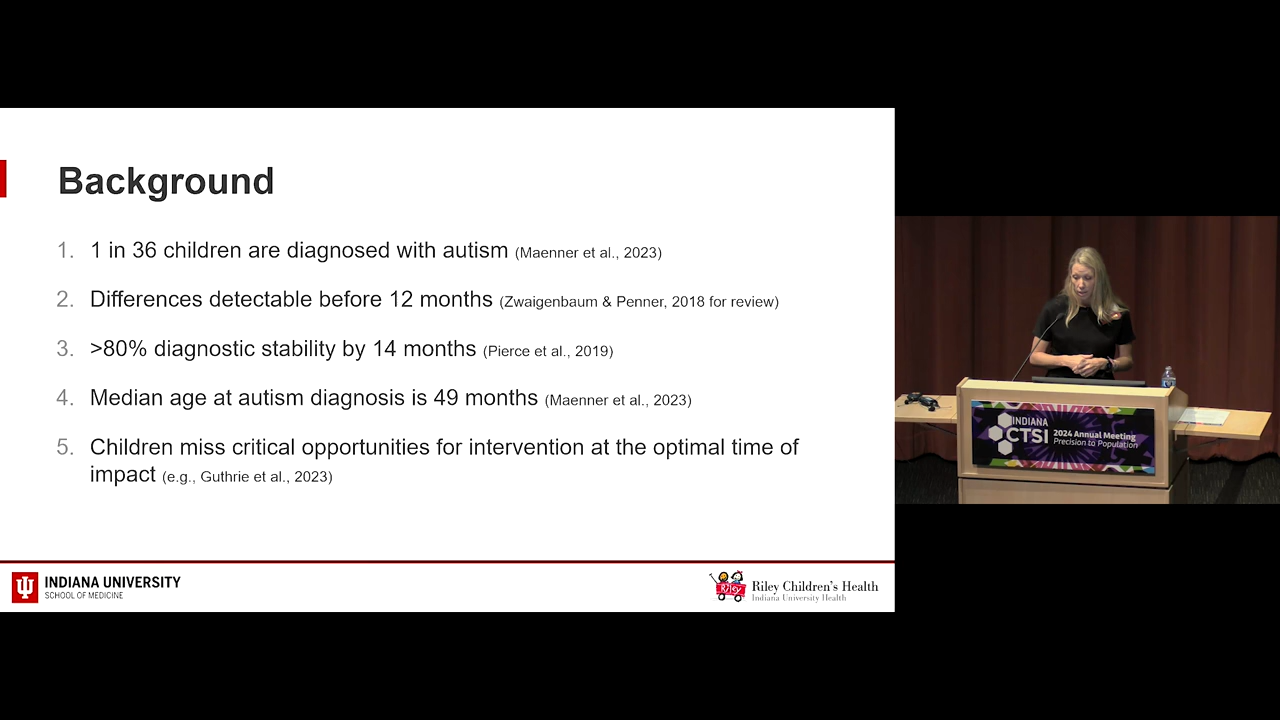 Background
1. 1 in 36 children are diagnosed with autism (Maenner et al., 2023)
2. Differences detectable before 12 months (Zwaigenbaum & Penner, 2018 for review)
3. >80% diagnostic stability by 14 months (Pierce et al., 2019)
4. Median age at autism diagnosis is 49 months (Maenner et al., 2023)
5. Children miss critical opportunities for intervention at the optimal time of
impact (e.g., Guthrie et al., 2023)
INDIANA UNIVERSITY
SCHOOL OF MEDICINE
Riley
Riley Children's Health
Indiana University Health
INDIANA
CTSI
2024 Annual Meeting
Precision to Population